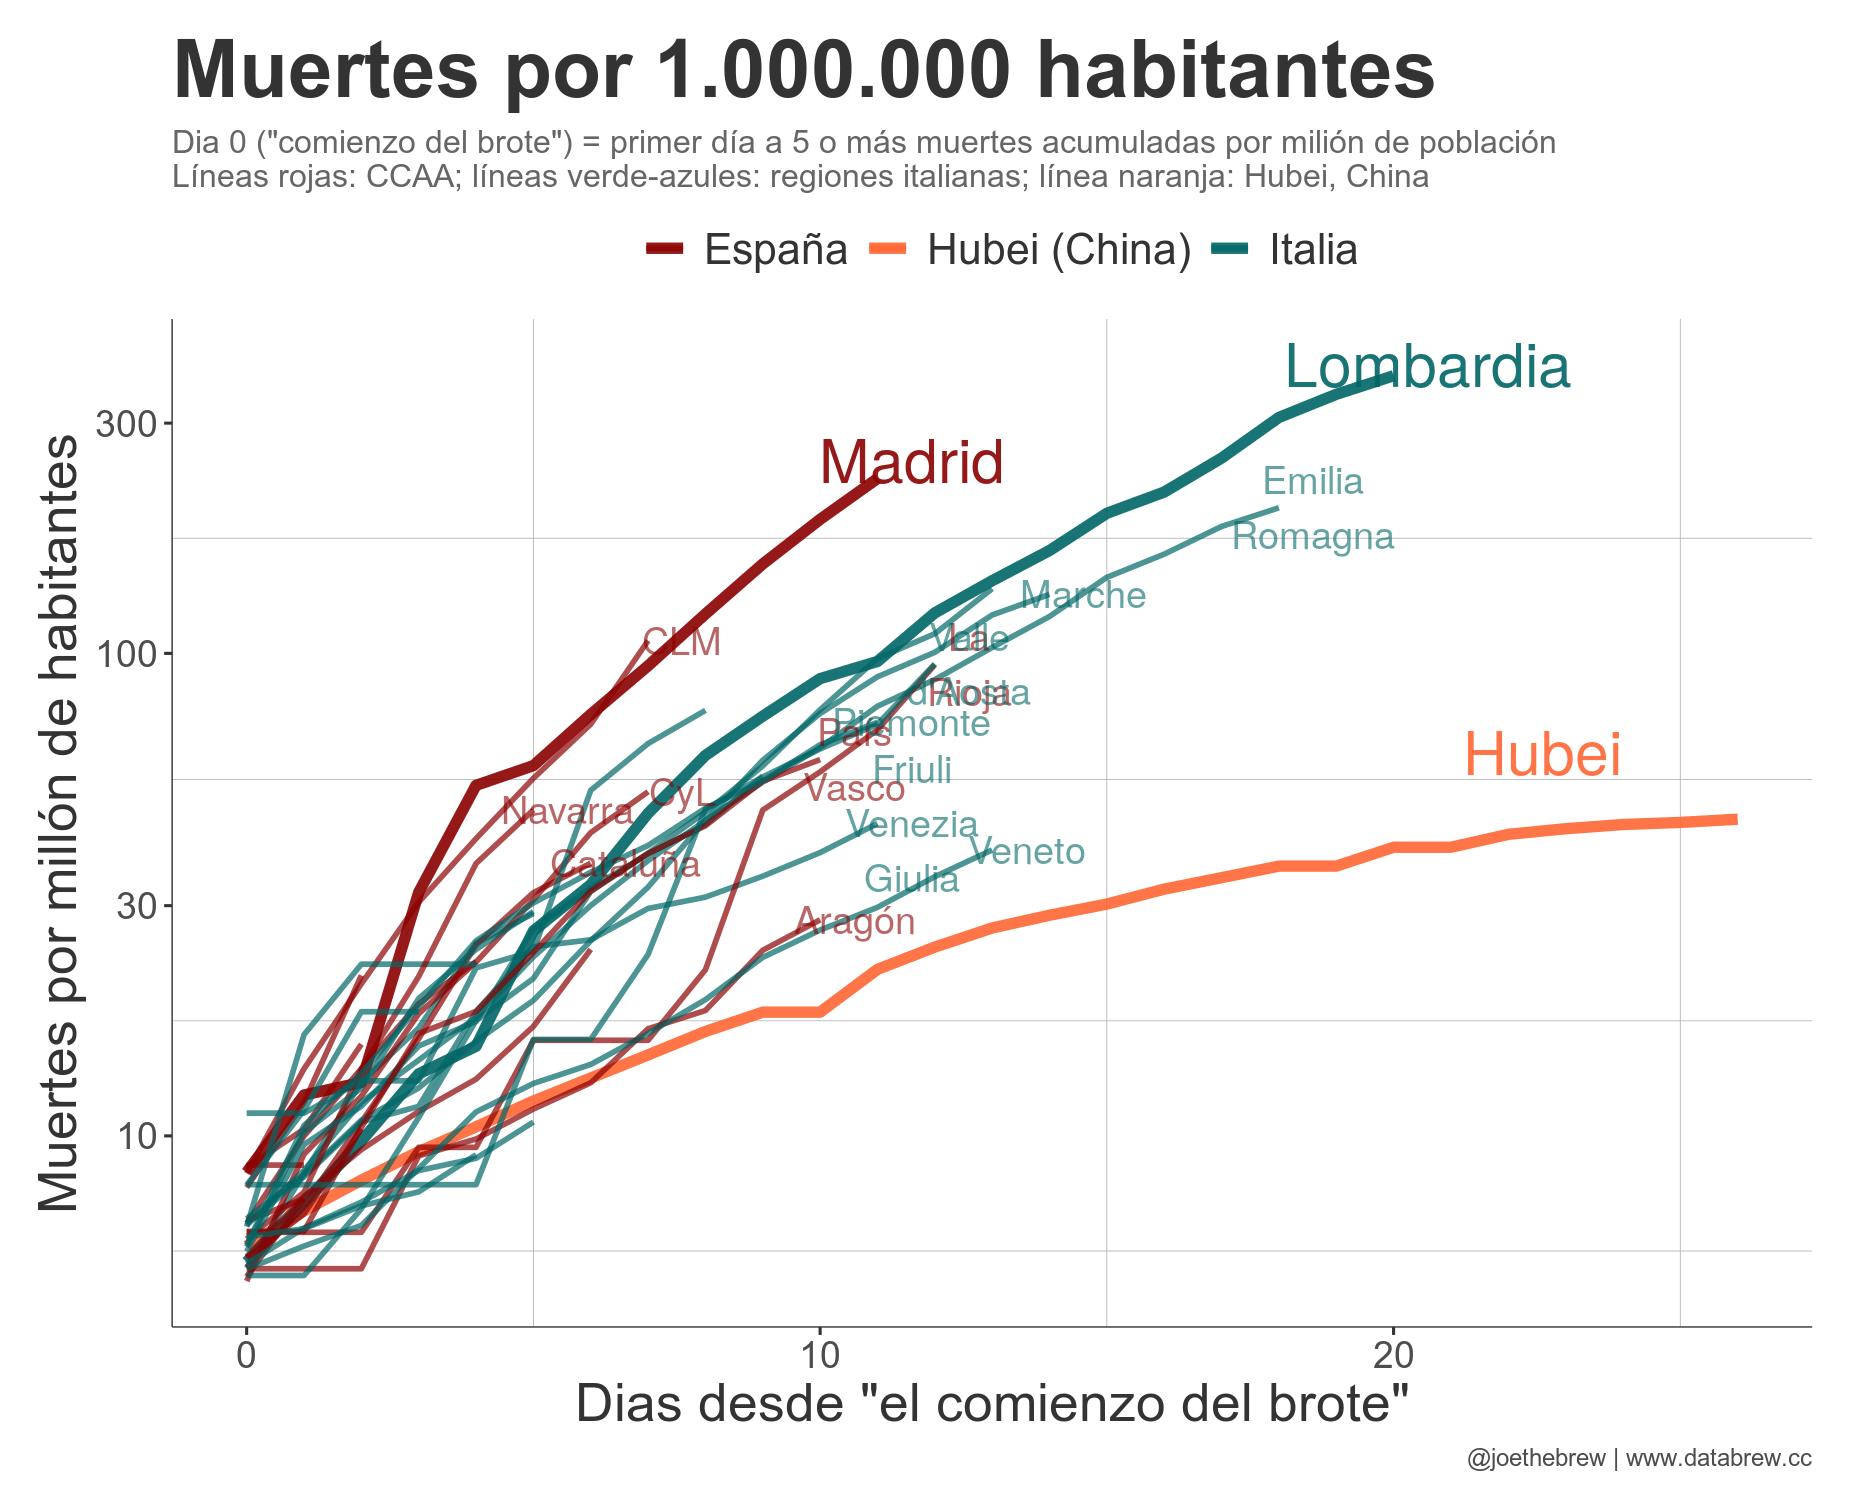 Muertes por 1.000.000 habitantes
Dia 0 ("comienzo del brote") = primer día a 5 o más muertes acumuladas por milión de población
Líneas rojas: CCAA; líneas verde-azules: regiones italianas; línea naranja: Hubei, China
España
Hubei (China)
Italia
Muertes por millón de habitantes
300
100
30
10
Lombardia
Madrid
Emilia
Romagna
Marche
CLM
Valle
d'Aosta
La
Rioja
Piemonte
País
Vasco
Hubei
Friuli
Venezia
Giulia
CyL
Navarra
Veneto
Cataluña
Aragón
0
10
20
Dias desde "el comienzo del brote"
@joethebrew | www.databrew.cc